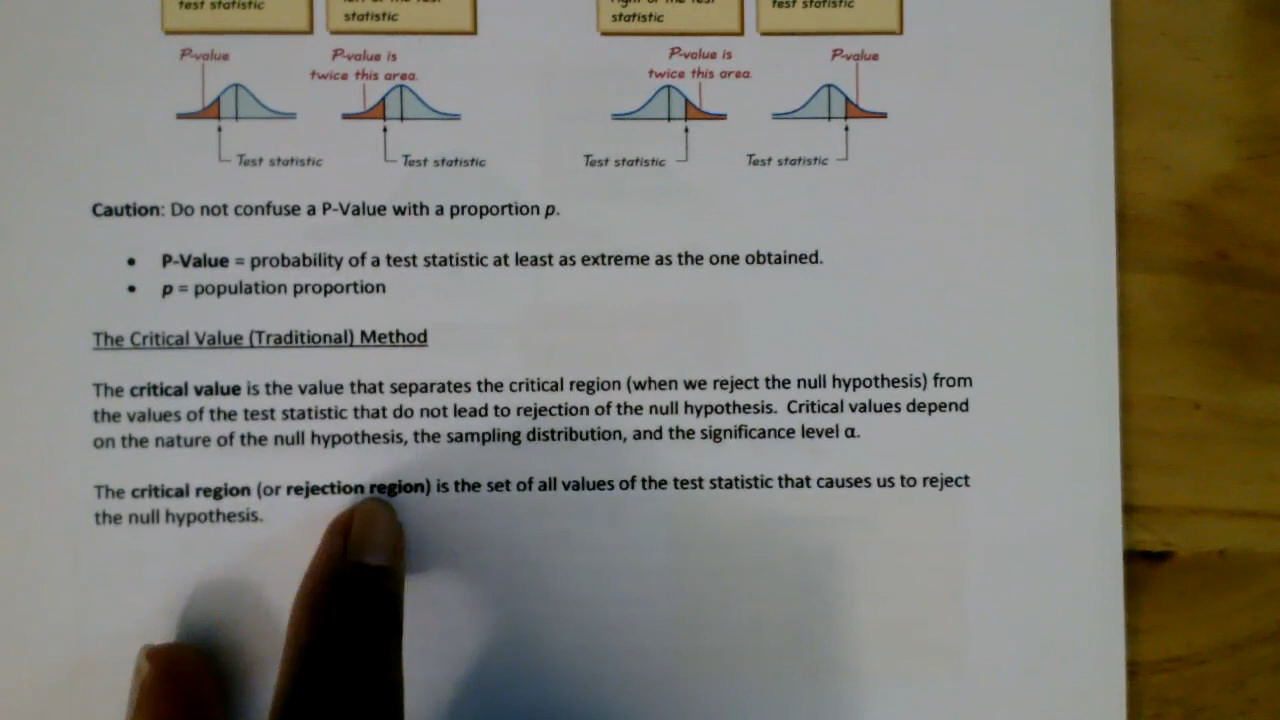 test statistic
statistic
statistic
test statistic
P-value
P-value is
twice this area.
P-value is
twice this area.
P-value
Test statistic
Test statistic
Test statistic
Test statistic
Caution: Do not confuse a P-Value with a proportion p.
• P-Value = probability of a test statistic at least as extreme as the one obtained.
• p = population proportion
The Critical Value (Traditional) Method
The critical value is the value that separates the critical region (when we reject the null hypothesis) from
the values of the test statistic that do not lead to rejection of the null hypothesis. Critical values depend
on the nature of the null hypothesis, the sampling distribution, and the significance level α.
The critical region (or rejection region) is the set of all values of the test statistic that causes us to reject
the null hypothesis.